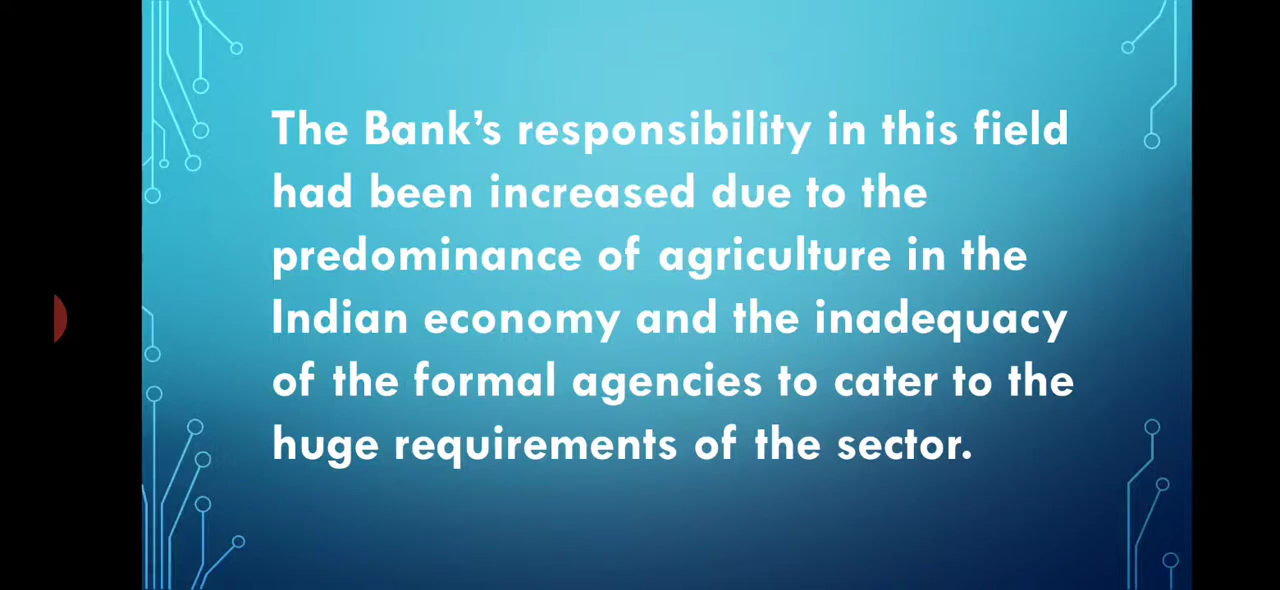 The Bank's responsibility in this field
had been increased due to the
predominance of agriculture in the
Indian economy and the inadequacy
of the formal agencies to cater to the
huge requirements of the sector.